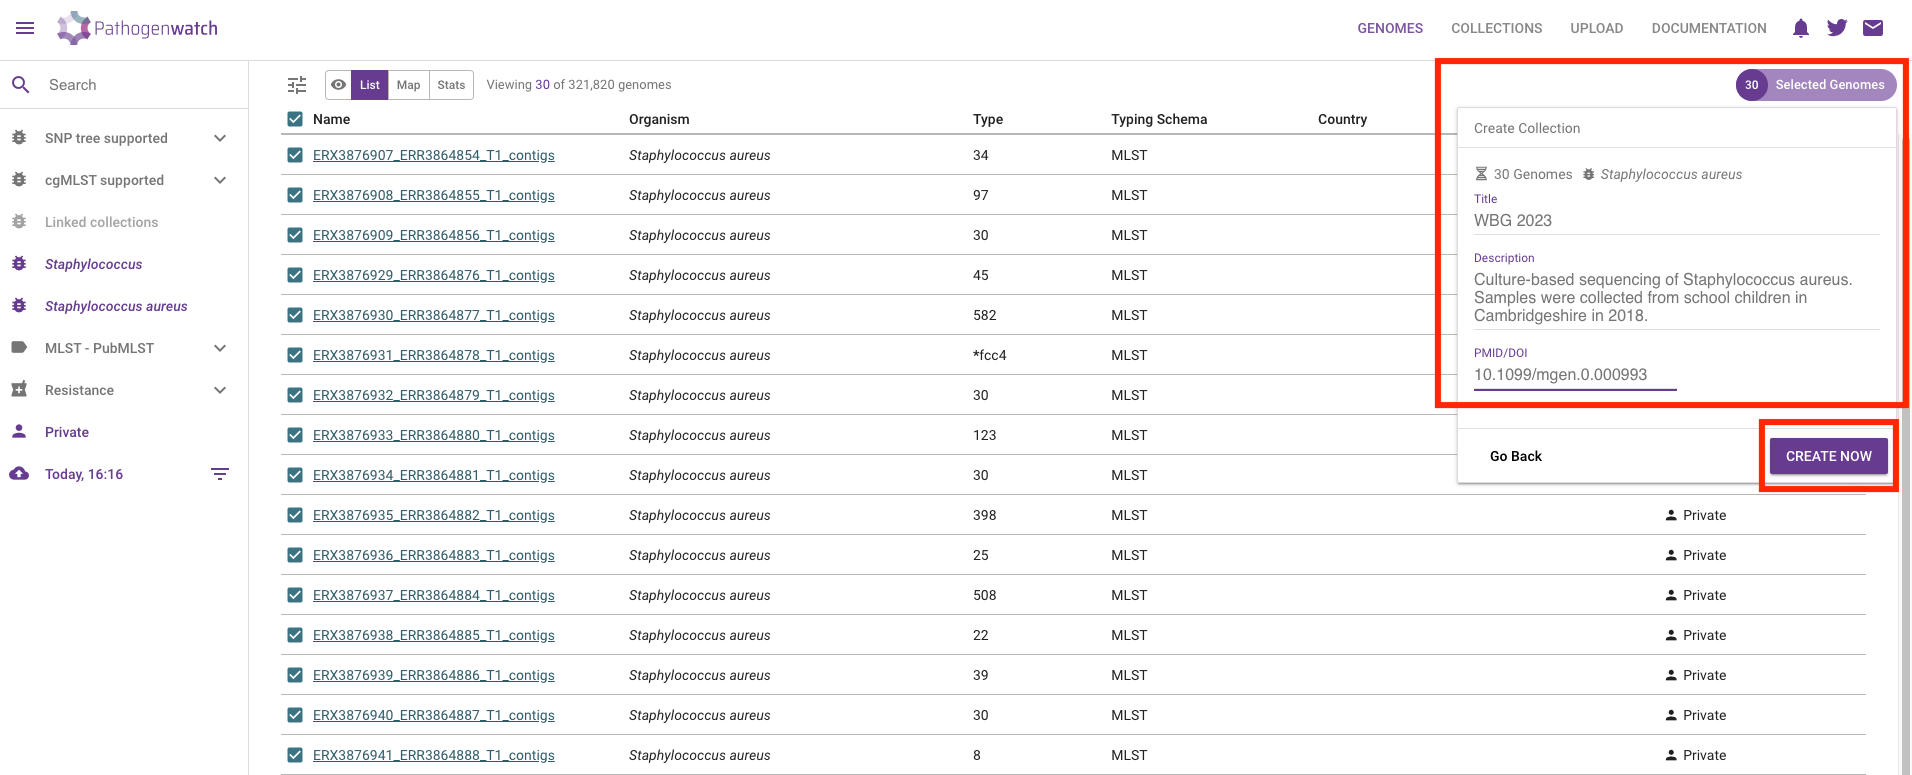 Pathogenwatch
GENOMES COLLECTIONS UPLOAD DOCUMENTATION
Search
SNP tree supported
cgMLST supported
Linked collections
Staphylococcus
Staphylococcus aureus
MLST - PubMLST
Resistance
Private
Today, 16:16
List Map Stats Viewing 30 of 321,820 genomes
30 Selected Genomes
Name Organism Type Typing Schema Country
ERX3876907_ERR3864854_T1_contigs Staphylococcus aureus 34 MLST
ERX3876908_ERR3864855_T1_contigs Staphylococcus aureus 97 MLST
ERX3876909_ERR3864856_T1_contigs Staphylococcus aureus 30 MLST
ERX3876929_ERR3864876_T1_contigs Staphylococcus aureus 45 MLST
ERX3876930_ERR3864877_T1_contigs Staphylococcus aureus 582 MLST
ERX3876931_ERR3864878_T1_contigs Staphylococcus aureus *fcc4 MLST
ERX3876932_ERR3864879_T1_contigs Staphylococcus aureus 30 MLST
ERX3876933_ERR3864880_T1_contigs Staphylococcus aureus 123 MLST
ERX3876934_ERR3864881_T1_contigs Staphylococcus aureus 30 MLST
ERX3876935_ERR3864882_T1_contigs Staphylococcus aureus 398 MLST Private
ERX3876936_ERR3864883_T1_contigs Staphylococcus aureus 25 MLST Private
ERX3876937_ERR3864884_T1_contigs Staphylococcus aureus 508 MLST Private
ERX3876938_ERR3864885_T1_contigs Staphylococcus aureus 22 MLST Private
ERX3876939_ERR3864886_T1_contigs Staphylococcus aureus 39 MLST Private
ERX3876940_ERR3864887_T1_contigs Staphylococcus aureus 30 MLST Private
ERX3876941_ERR3864888_T1_contigs Staphylococcus aureus 8 MLST Private
Create Collection
30 Genomes Staphylococcus aureus
Title
WBG 2023
Description
Culture-based sequencing of Staphylococcus aureus.
Samples were collected from school children in
Cambridgeshire in 2018.
PMID/DOI
10.1099/mgen.0.000993
Go Back CREATE NOW